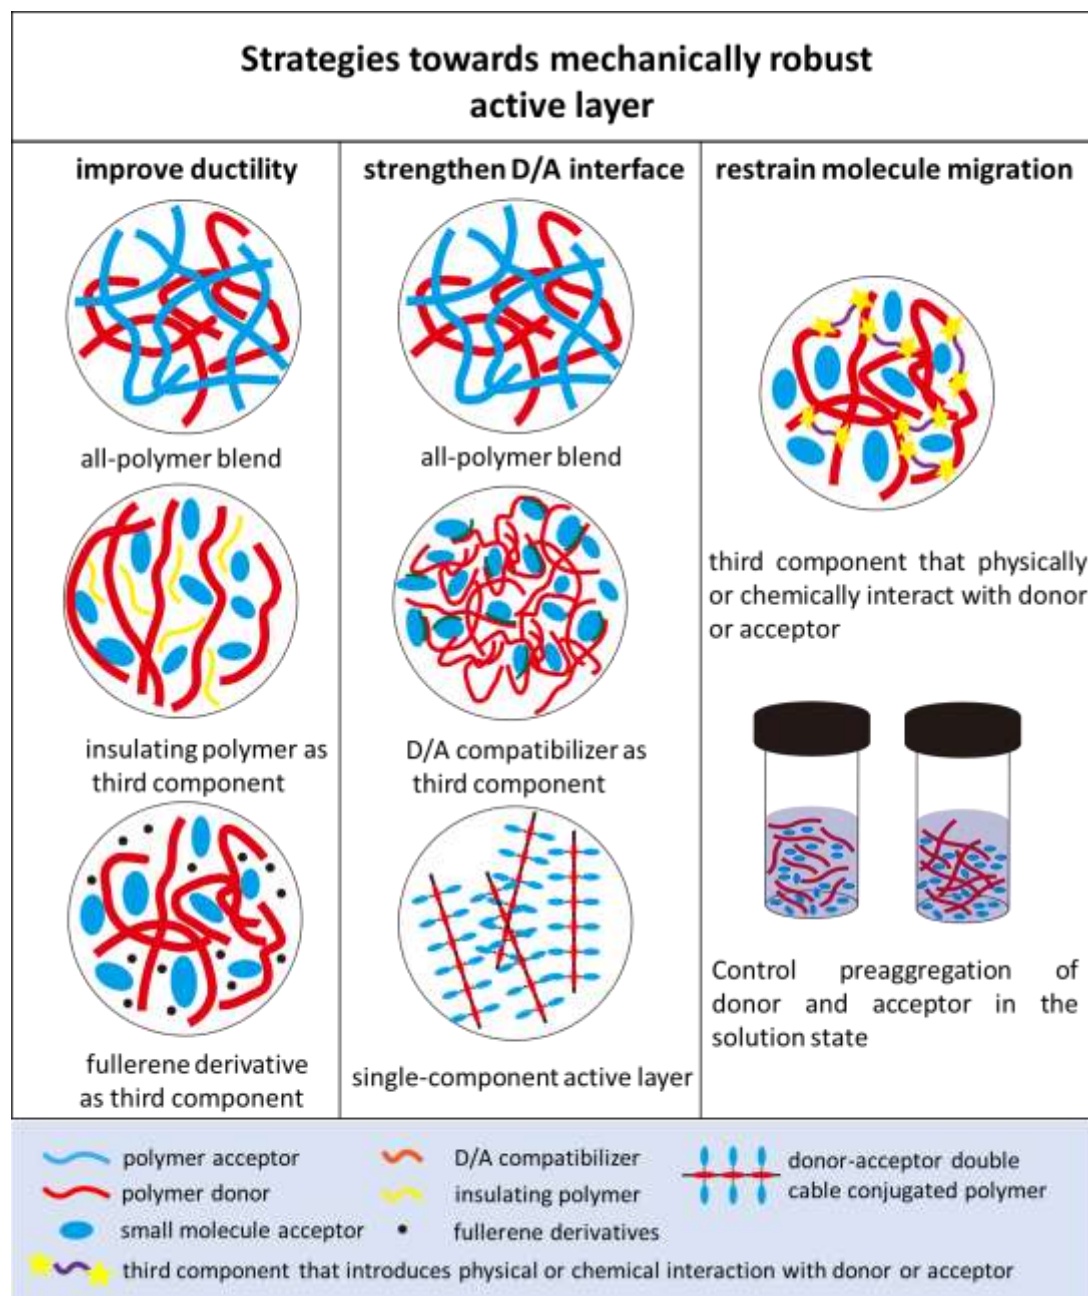 Strategies towards mechanically robust
active layer
improve ductility
all-polymer blend
insulating polymer as
third component
fullerene derivative
as third component
strengthen D/A interface
all-polymer blend
D/A compatibilizer as
third component
single-component active layer
restrain molecule migration
third component that physically
or chemically interact with donor
or acceptor
Control preaggregation of
donor and acceptor in the
solution state
polymer acceptor
polymer donor
small molecule acceptor
D/A compatibilizer
insulating polymer
fullerene derivatives
donor-acceptor double
cable conjugated polymer
third component that introduces physical or chemical interaction with donor or acceptor